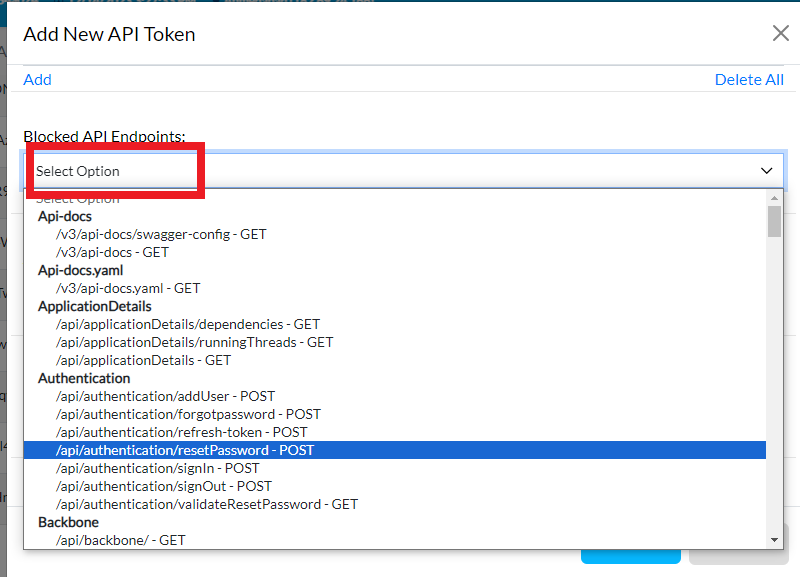 Add New API Token
Add
Delete All
Blocked API Endpoints:
Select Option
Select Option
Api-docs
/v3/api-docs/swagger-config - GET
/v3/api-docs - GET
Api-docs.yaml
/v3/api-docs.yaml - GET
ApplicationDetails
/api/applicationDetails/dependencies - GET
/api/applicationDetails/runningThreads - GET
/api/applicationDetails - GET
Authentication
/api/authentication/addUser - POST
/api/authentication/forgotpassword - POST
/api/authentication/refresh-token - POST
/api/authentication/resetPassword - POST
/api/authentication/signIn - POST
/api/authentication/signOut - POST
/api/authentication/validateResetPassword - GET
Backbone
/api/backbone/ - GET